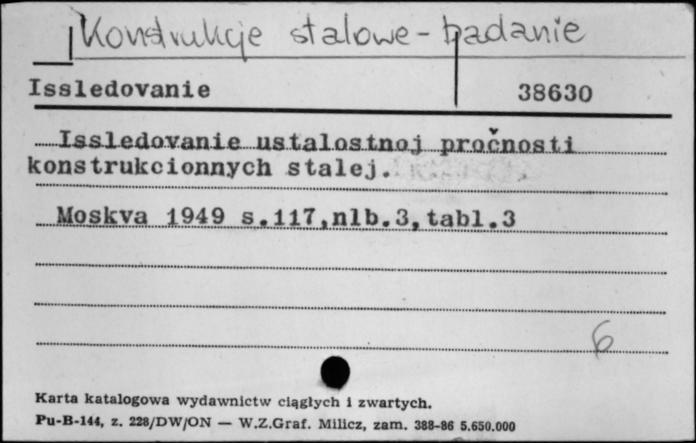 Konstrukcje stalowe - badanie
Issledovanie 38630
Issledovanie ustalostnoj pročnosti
konstrukcionnych stalej.
Moskva 1949 s.117,nlb.3,tabl.3
6
Karta katalogowa wydawnictw ciągłych i zwartych.
Pu-B-144, z. 228/DW/ON — W.Z.Graf. Milicz, zam. 388-86 5.650.000